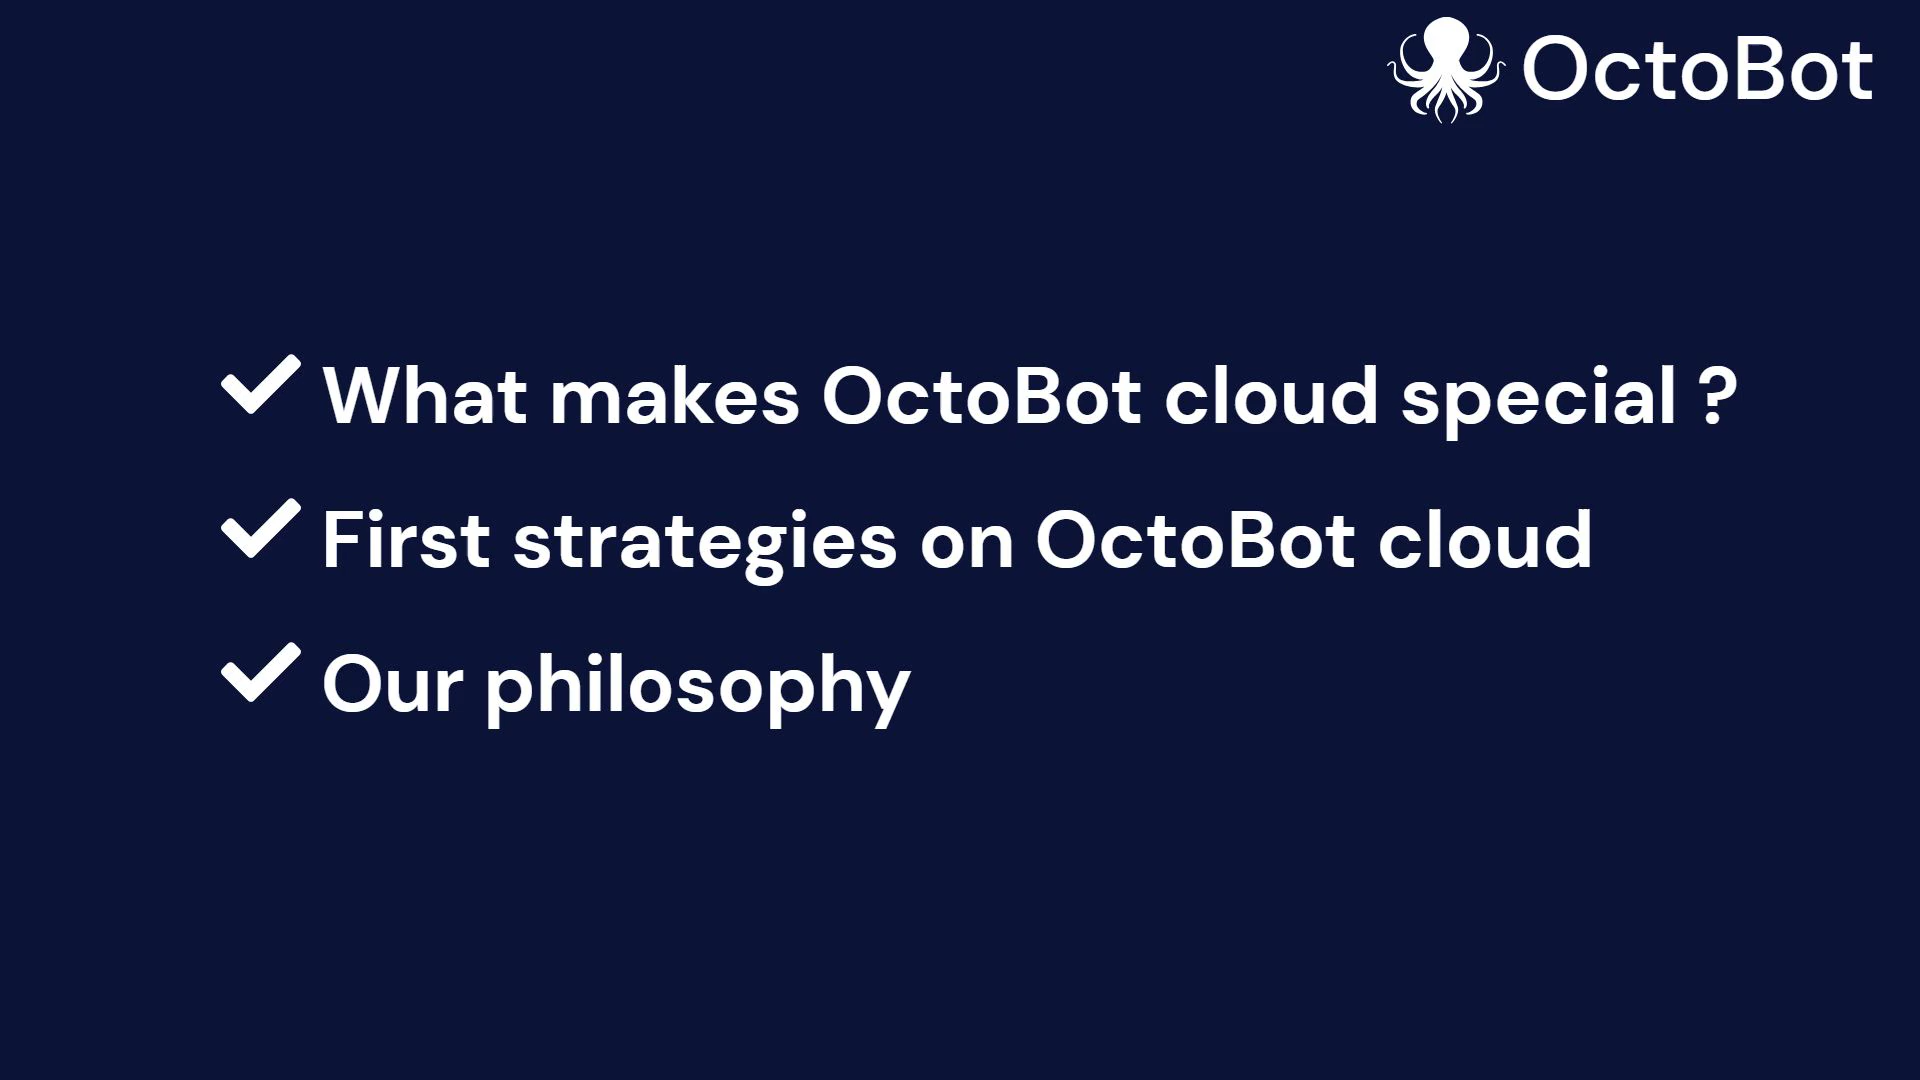 OctoBot
What makes OctoBot cloud special ?
First strategies on OctoBot cloud
Our philosophy